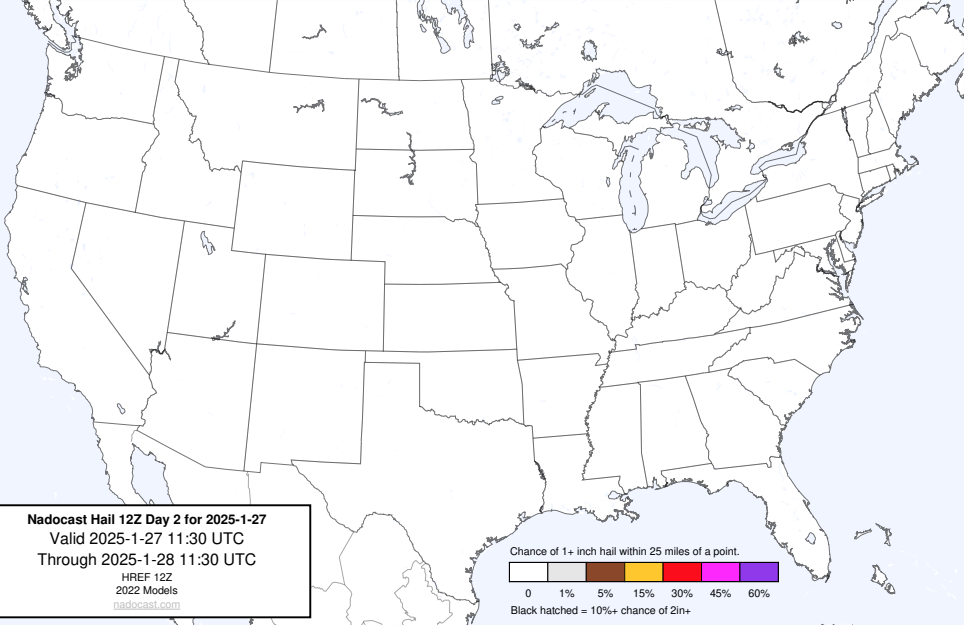 Nadocast Hail 12Z Day 2 for 2025-1-27
Valid 2025-1-27 11:30 UTC
Through 2025-1-28 11:30 UTC
HREF 12Z
2022 Models
nadocast.com
Chance of 1+ inch hail within 25 miles of a point.
0 1% 5% 15% 30% 45% 60%
Black hatched = 10%+ chance of 2in+